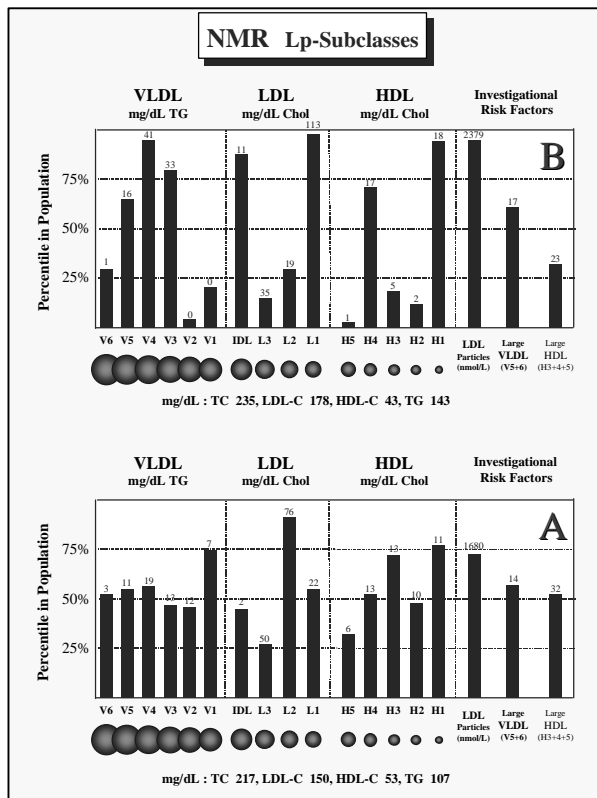 NMR Lp-Subclasses
VLDL LDL HDL Investigational
mg/dL TG mg/dL Chol mg/dL Chol Risk Factors
B
Percentile in Population
75%
50%
25%
1 16 41 33 0 0 11 35 19 113 1 17 5 2 18 2379 17 23
V6 V5 V4 V3 V2 V1 IDL L3 L2 L1 H5 H4 H3 H2 H1 LDL Large Large
Particles VLDL HDL
(nmol/L) (V5+6) (H3+4+5)
mg/dL : TC 235, LDL-C 178, HDL-C 43, TG 143
VLDL LDL HDL Investigational
mg/dL TG mg/dL Chol mg/dL Chol Risk Factors
A
Percentile in Population
75%
50%
25%
3 11 19 13 12 7 2 50 76 22 6 13 13 10 11 1680 14 32
V6 V5 V4 V3 V2 V1 IDL L3 L2 L1 H5 H4 H3 H2 H1 LDL Large Large
Particles VLDL HDL
(nmol/L) (V5+6) (H3+4+5)
mg/dL : TC 217, LDL-C 150, HDL-C 53, TG 107